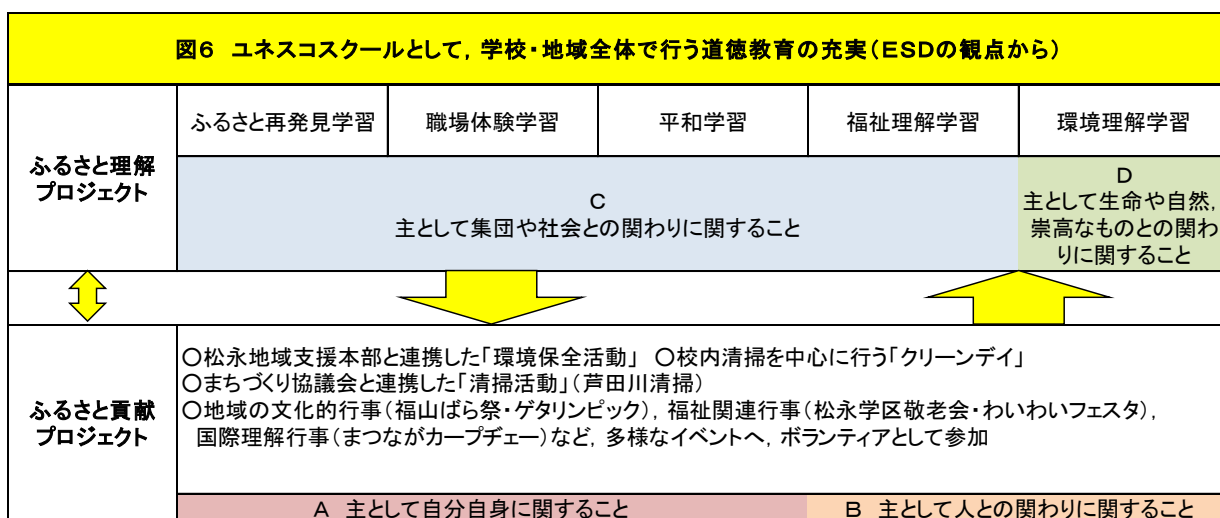 図６ ユネスコスクールとして，学校・地域全体で行う道徳教育の充実（ＥＳＤの観点から）
ふるさと理解
プロジェクト
ふるさと再発見学習 職場体験学習 平和学習 福祉理解学習 環境理解学習
Ｃ
主として集団や社会との関わりに関すること
Ｄ
主として生命や自然，
崇高なものとの関わ
りに関すること
ふるさと貢献
プロジェクト
○松永地域支援本部と連携した「環境保全活動」 ○校内清掃を中心に行う「クリーンデイ」
○まちづくり協議会と連携した「清掃活動」（芦田川清掃）
○地域の文化的行事（福山ばら祭・ゲタリンピック），福祉関連行事（松永学区敬老会・わいわいフェスタ），
国際理解行事（まつながカープヂェー）など，多様なイベントへ，ボランティアとして参加
Ａ 主として自分自身に関すること Ｂ 主として人との関わりに関すること